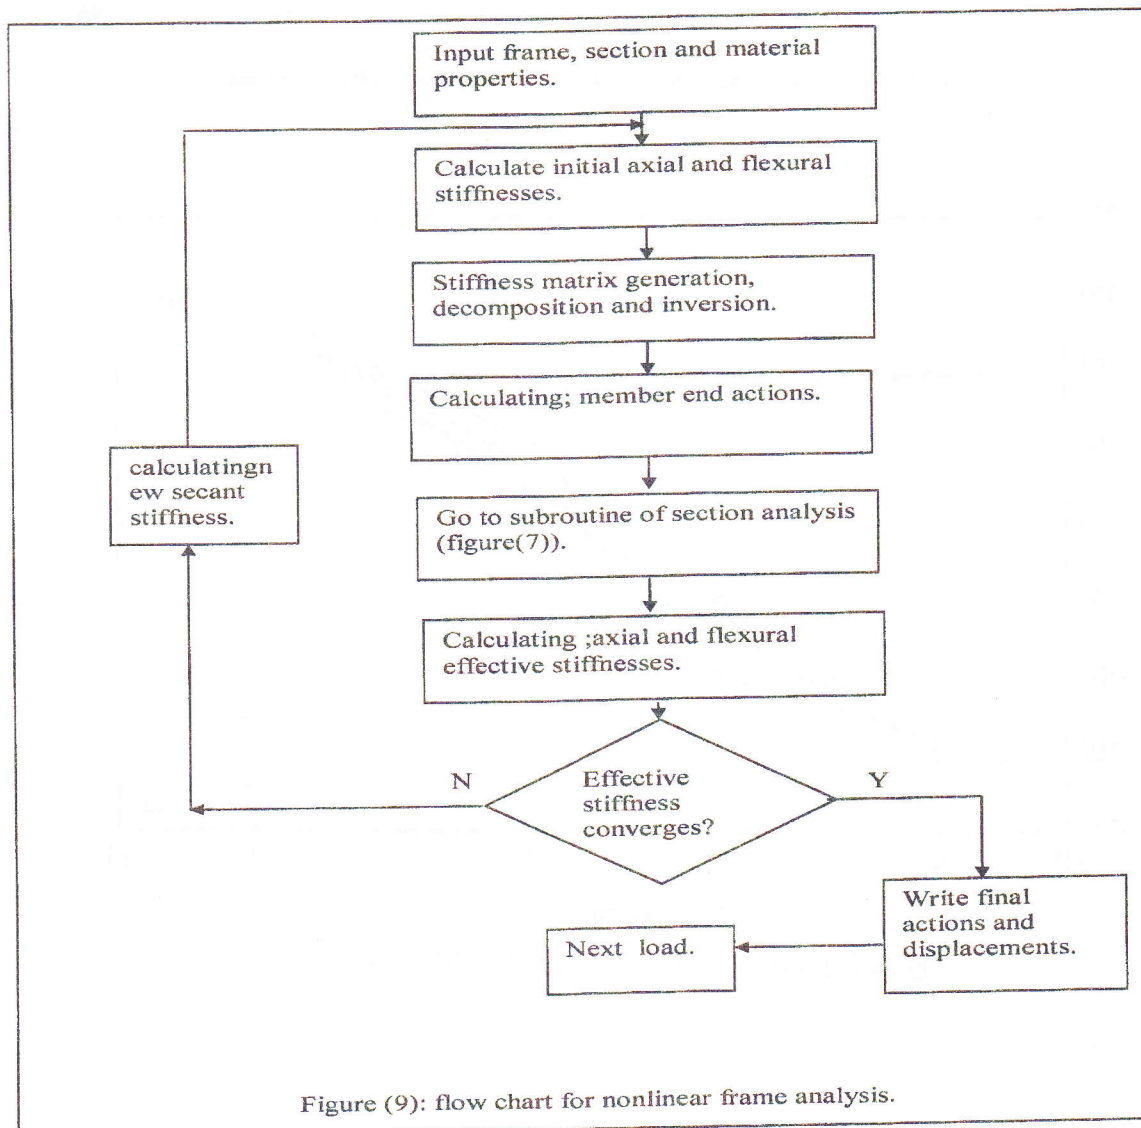 Input frame, section and material
properties.
Calculate initial axial and flexural
stiffnesses.
Stiffness matrix generation,
decomposition and inversion.
Calculating; member end actions.
calculatingn
ew secant
stiffness.
Go to subroutine of section analysis
(figure(7)).
Calculating ;axial and flexural
effective stiffnesses.
N
Effective
stiffness
converges?
Y
Write final
actions and
displacements.
Next load.
Figure (9): flow chart for nonlinear frame analysis.